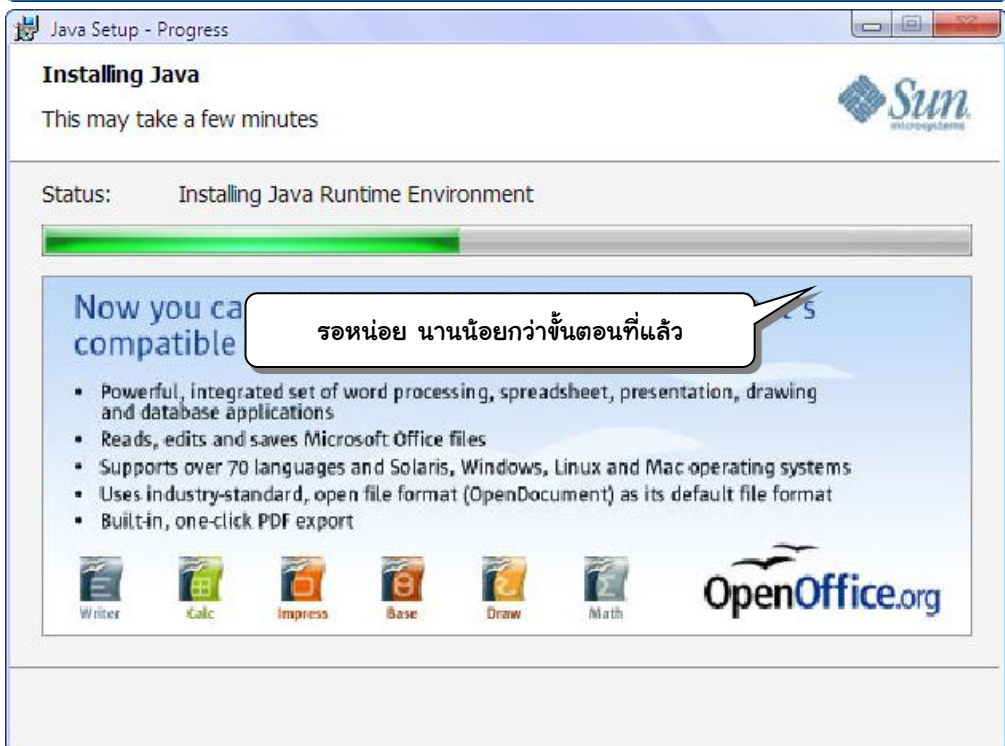 Java Setup - Progress
Installing Java
This may take a few minutes
Sun
microsystems
Status: Installing Java Runtime Environment
Now you ca
compatible
รอหน่อย นานน้อยกว่าขั้นตอนที่แล้ว
• Powerful, integrated set of word processing, spreadsheet, presentation, drawing
and database applications
• Reads, edits and saves Microsoft Office files
• Supports over 70 languages and Solaris, Windows, Linux and Mac operating systems
• Uses industry-standard, open file format (OpenDocument) as its default file format
• Built-in, one-click PDF export
Writer Calc Impress Base Draw Math
OpenOffice.org